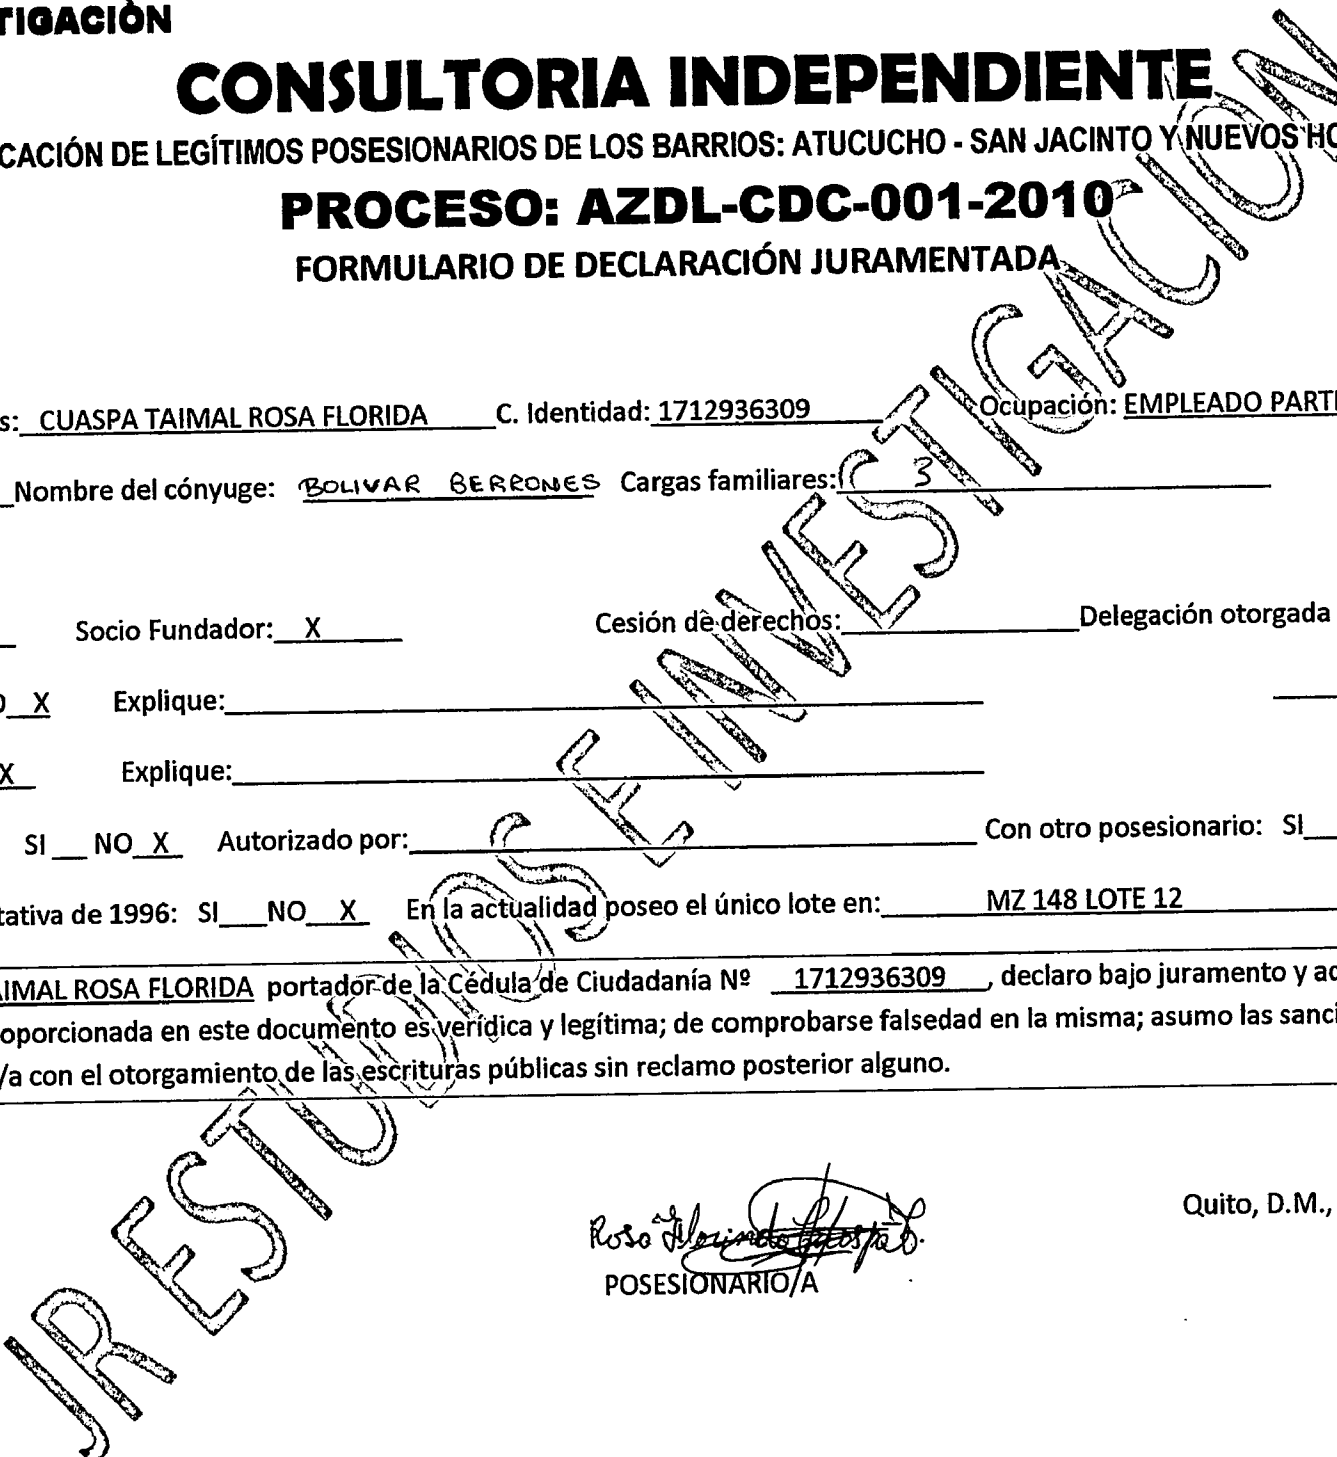 TIGACIÒN
CONSULTORIA INDEPENDIENTE
CACIÓN DE LEGÍTIMOS POSESIONARIOS DE LOS BARRIOS: ATUCUCHO - SAN JACINTO Y NUEVOS HO
PROCESO: AZDL-CDC-001-2010
FORMULARIO DE DECLARACIÓN JURAMENTADA
s: CUASPA TAIMAL ROSA FLORIDA C. Identidad: 1712936309 Ocupación: EMPLEADO PARTI
Nombre del cónyuge: BOLIVAR BERRONES Cargas familiares: 3
Socio Fundador: X Cesión de derechos: Delegación otorgada
O X Explique:
X Explique:
SI NO X Autorizado por: Con otro posesionario: SI
tativa de 1996: SI NO X En la actualidad poseo el único lote en: MZ 148 LOTE 12
AIMAL ROSA FLORIDA portador de la Cédula de Ciudadanía Nº 1712936309 , declaro bajo juramento y ac
oporcionada en este documento es verídica y legítima; de comprobarse falsedad en la misma; asumo las sanci
/a con el otorgamiento de las escrituras públicas sin reclamo posterior alguno.
Quito, D.M.,
Rosa
POSESIONARIO/A
JR ESTUDIOS E INVESTIGACION